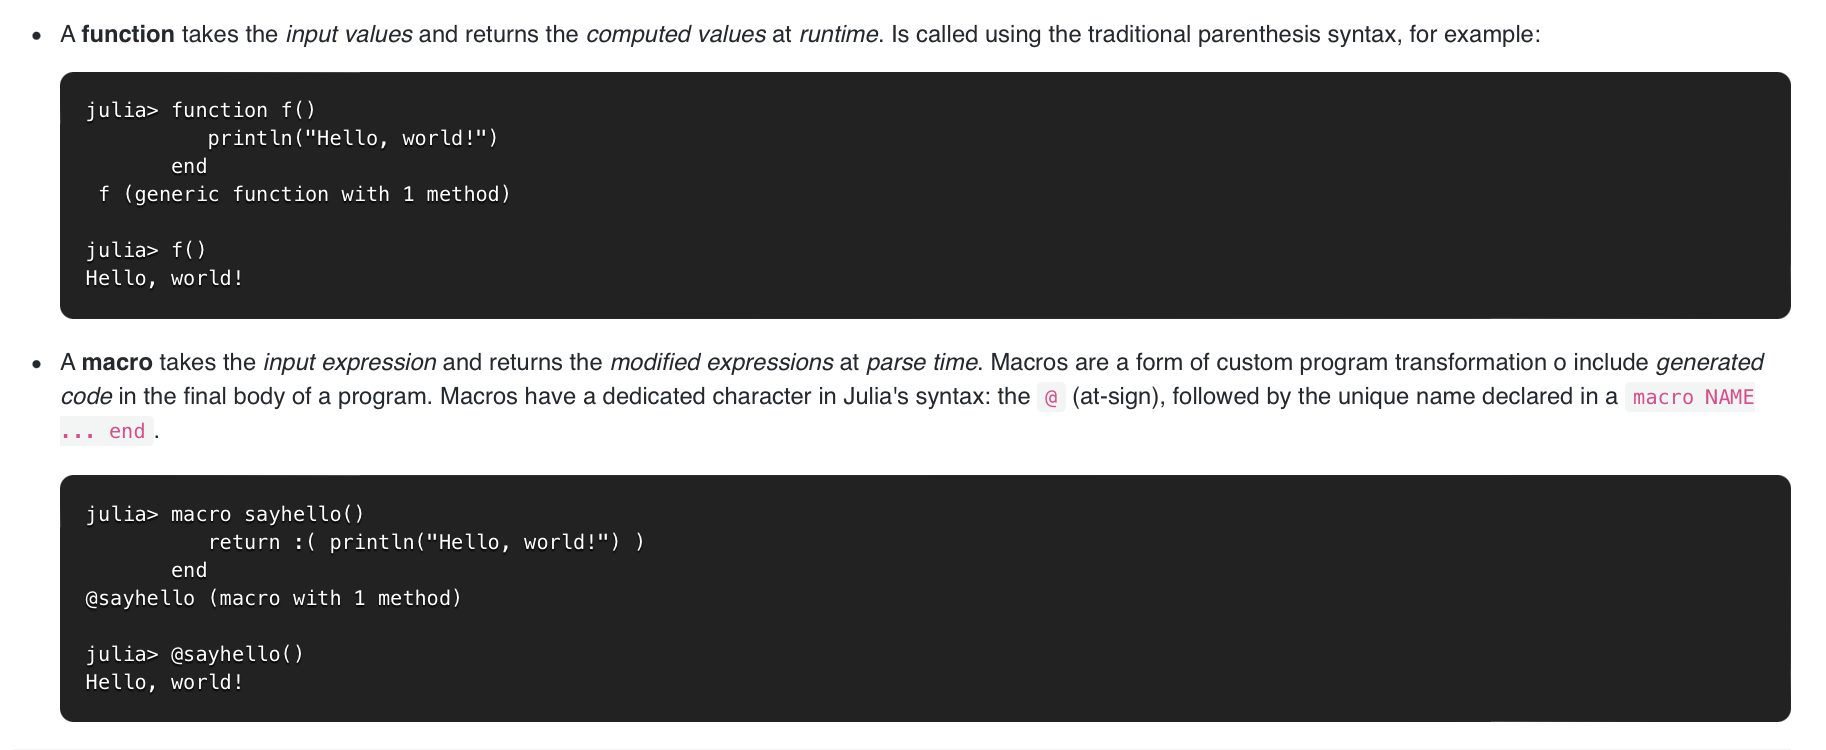 A function takes the input values and returns the computed values at runtime. Is called using the traditional parenthesis syntax, for example:
julia> function f()
          println("Hello, world!")
       end
 f (generic function with 1 method)
julia> f()
Hello, world!
A macro takes the input expression and returns the modified expressions at parse time. Macros are a form of custom program transformation o include generated
code in the final body of a program. Macros have a dedicated character in Julia's syntax: the @ (at-sign), followed by the unique name declared in a macro NAME
... end .
julia> macro sayhello()
          return :( println("Hello, world!") )
       end
@sayhello (macro with 1 method)
julia> @sayhello()
Hello, world!